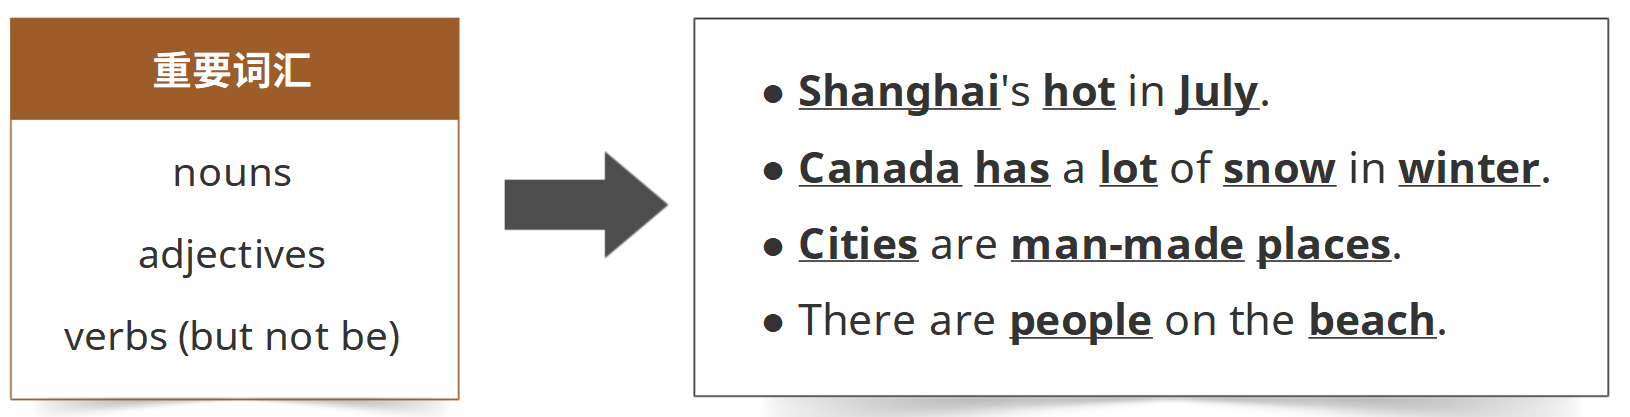 重要词汇
nouns
adjectives
verbs (but not be)
● Shanghai's hot in July.
● Canada has a lot of snow in winter.
● Cities are man-made places.
● There are people on the beach.